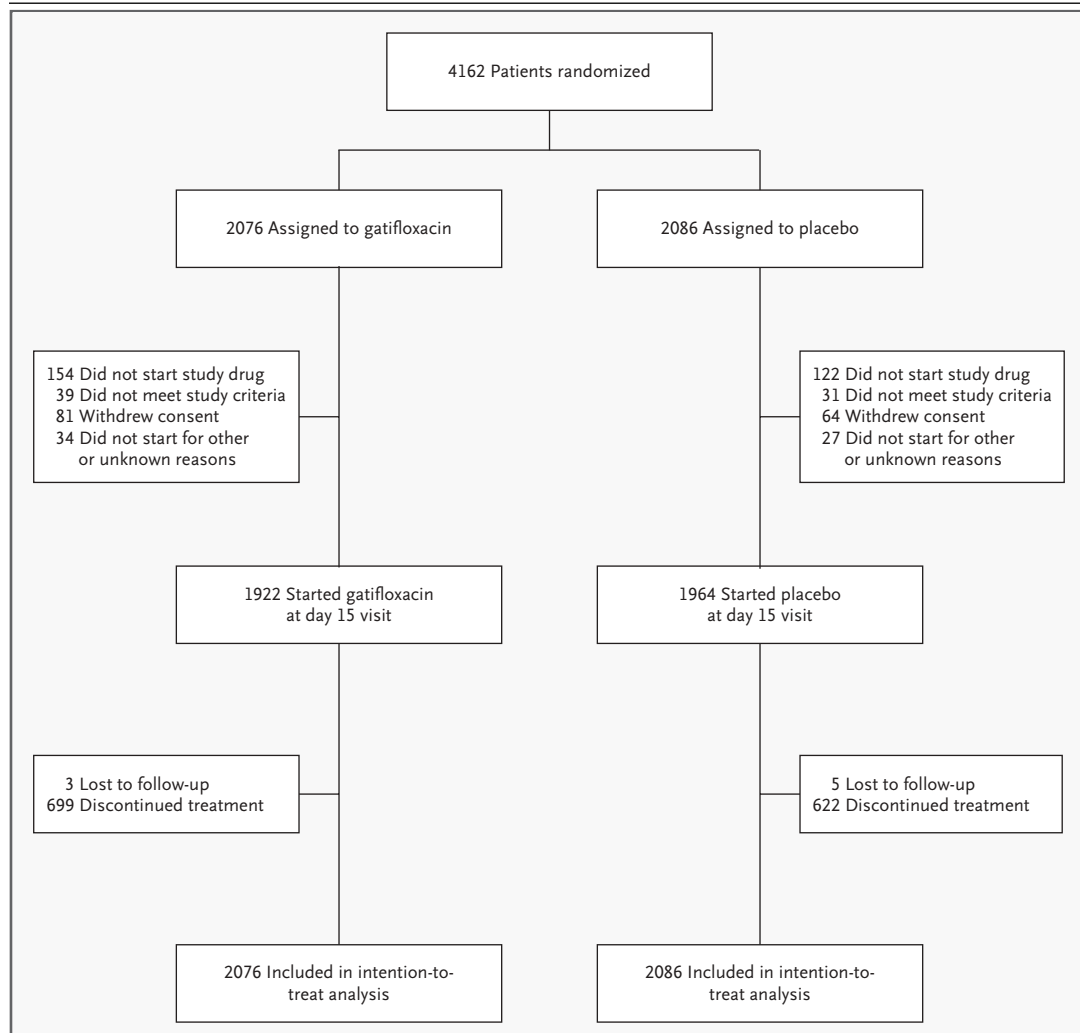 4162 Patients randomized
2076 Assigned to gatifloxacin
2086 Assigned to placebo
154 Did not start study drug
39 Did not meet study criteria
81 Withdrew consent
34 Did not start for other
or unknown reasons
122 Did not start study drug
31 Did not meet study criteria
64 Withdrew consent
27 Did not start for other
or unknown reasons
1922 Started gatifloxacin
at day 15 visit
1964 Started placebo
at day 15 visit
3 Lost to follow-up
699 Discontinued treatment
5 Lost to follow-up
622 Discontinued treatment
2076 Included in intention-to-
treat analysis
2086 Included in intention-to-
treat analysis